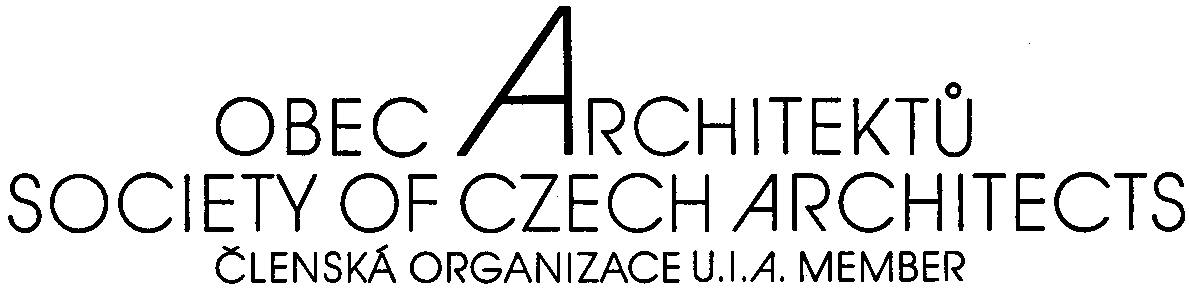 OBEC ARCHITEKTŮ
SOCIETY OF CZECH ARCHITECTS
ČLENSKÁ ORGANIZACE U.I.A. MEMBER